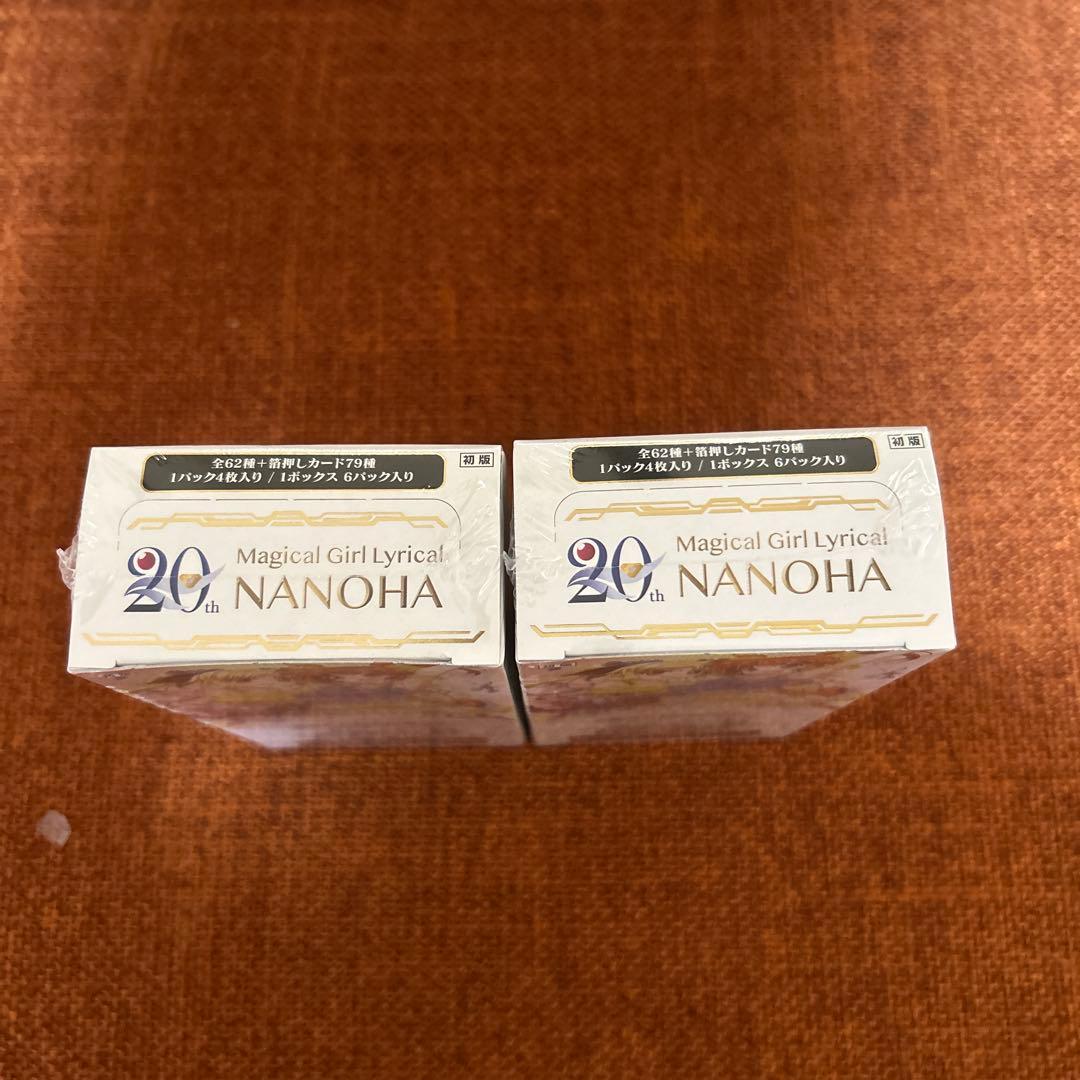 全62種+箔押しカード79種
1パック4枚入り / 1ボックス 6パック入り
初版
20th
Magical Girl Lyrical
NANOHA
全62種+箔押しカード79種
1パック4枚入り / 1ボックス 6パック入り
初版
20th
Magical Girl Lyrical
NANOHA